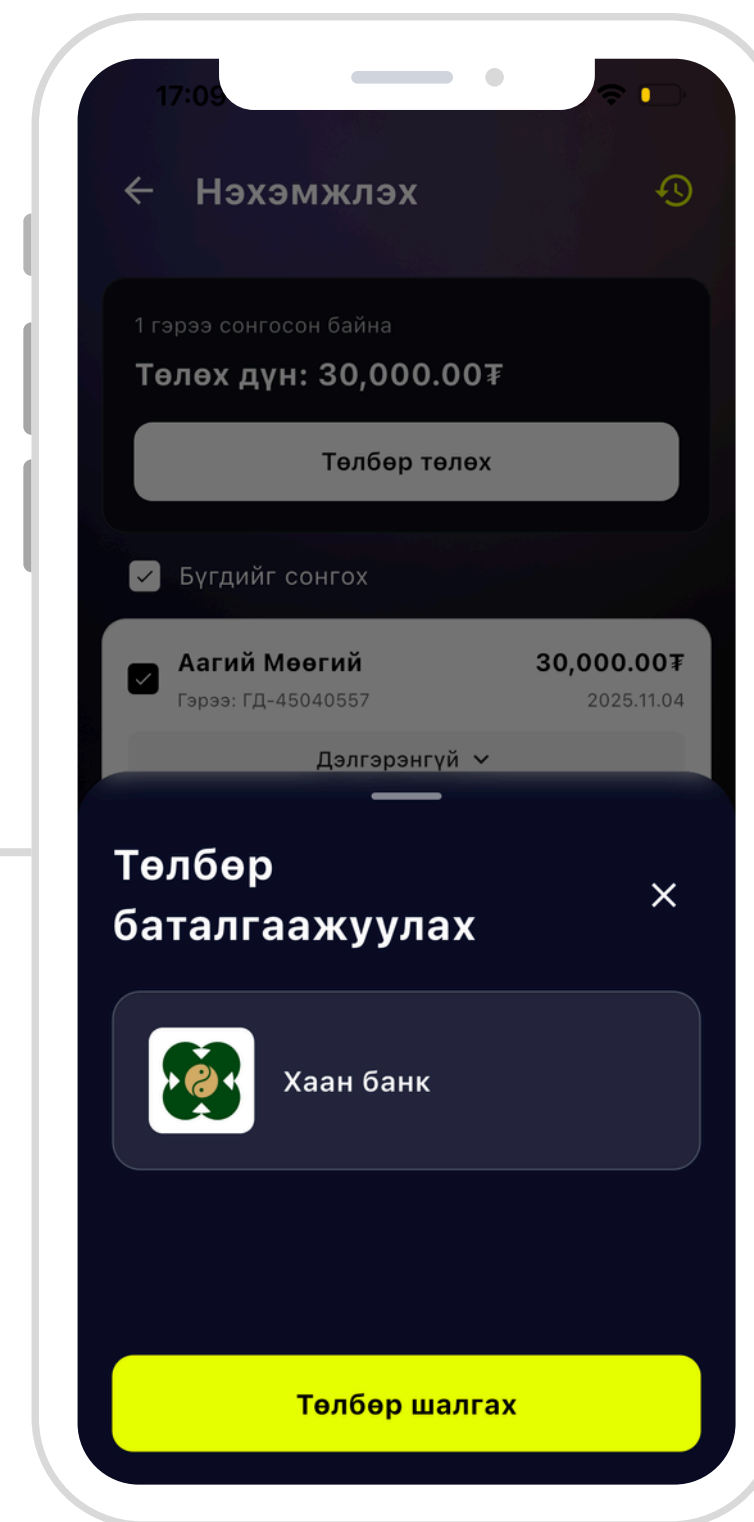 17:09
Нэхэмжлэх
1 гэрээ сонгосон байна
Төлөх дүн: 30,000.00₮
Төлбөр төлөх
Бүгдийг сонгох
Аагий Мөөгий 30,000.00₮
Гэрээ: ГД-45040557 2025.11.04
Дэлгэрэнгүй
Төлбөр
баталгаажуулах
Хаан банк
Төлбөр шалгах